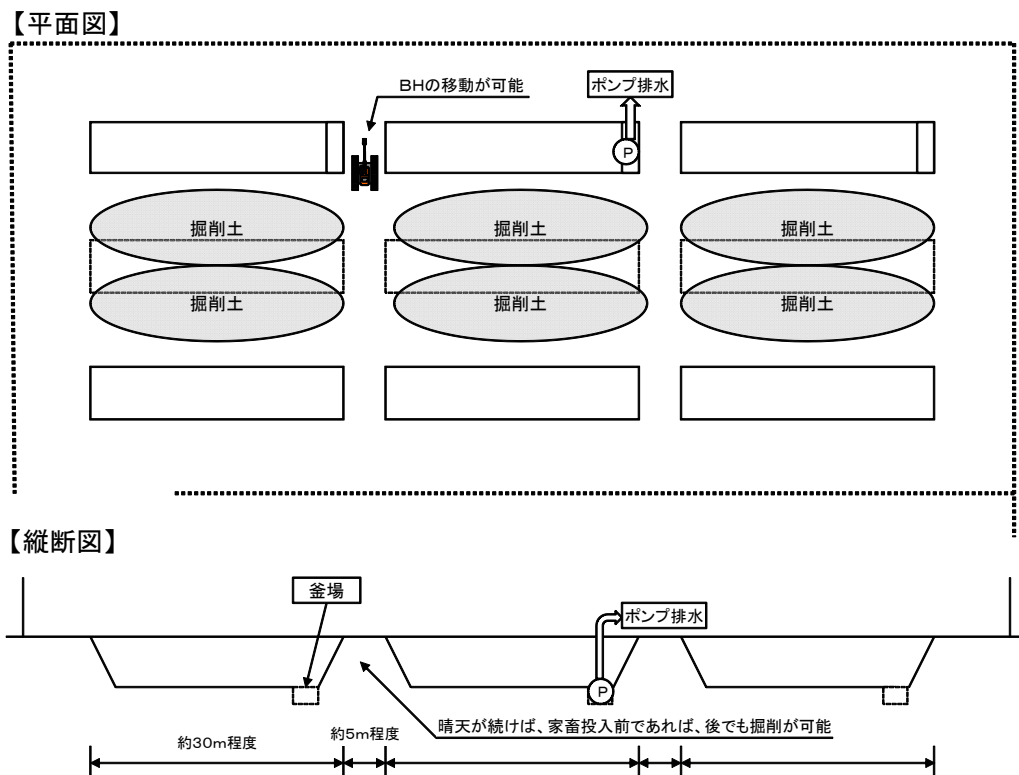 【平面図】
BHの移動が可能
ポンプ排水
P
掘削土 掘削土 掘削土
掘削土 掘削土 掘削土
【縦断図】
釜場
ポンプ排水
P
晴天が続けば、家畜投入前であれば、後でも掘削が可能
約30m程度
約5m程度